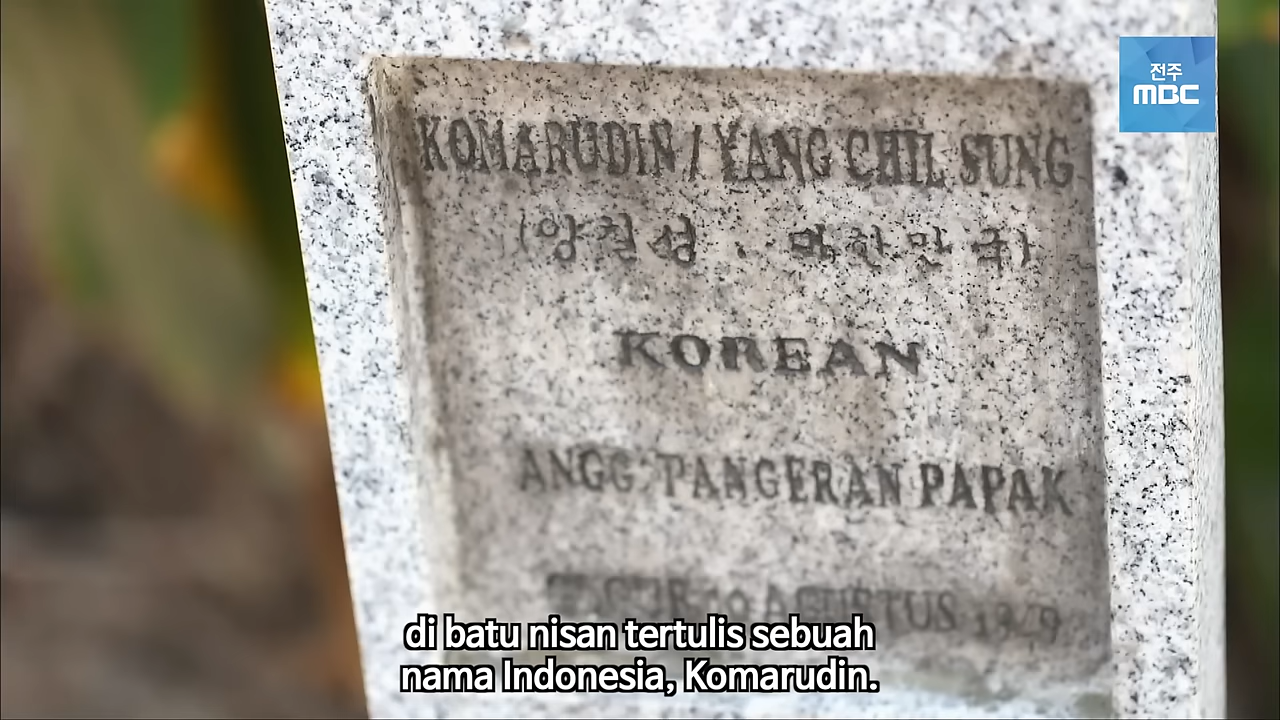 전주
MBC
KOMARUDIN / YANG CHIL SUNG
(양칠성 . 대한민국)
KOREAN
ANGG PANGERAN PAPAK
AGUSTUS
di batu nisan tertulis sebuah
nama Indonesia, Komarudin.